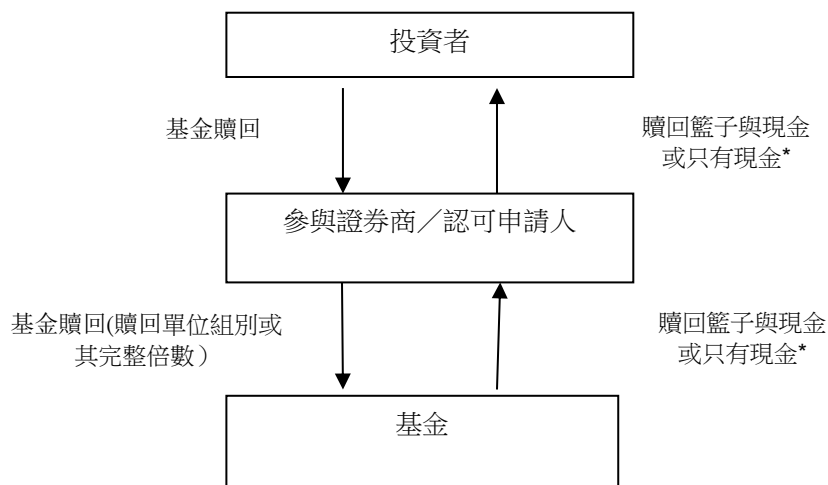 投資者
基金贖回
贖回籃子與現金
或只有現金*
參與證券商／認可申請人
基金贖回(贖回單位組別或
其完整倍數）
贖回籃子與現金
或只有現金*
基金